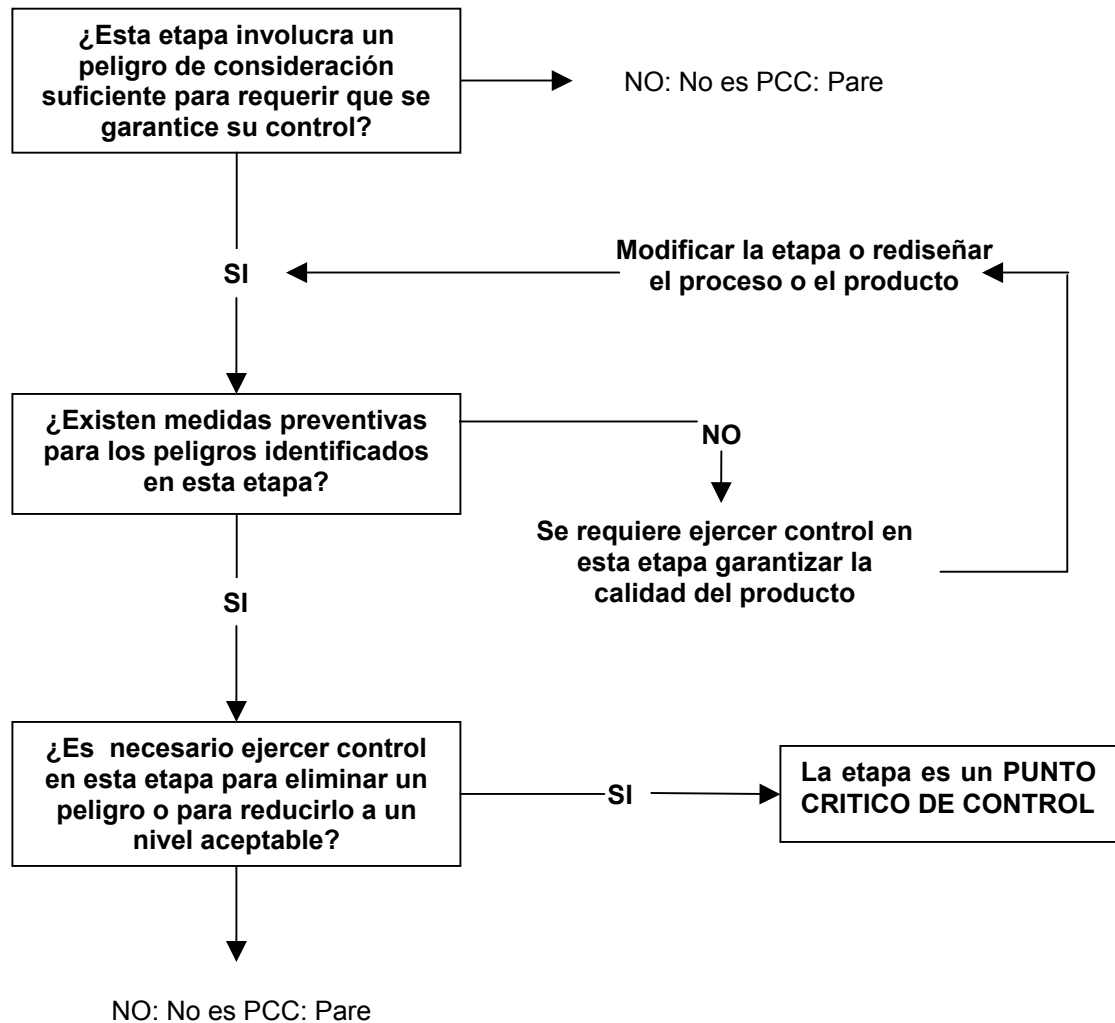 ¿Esta etapa involucra un
peligro de consideración
suficiente para requerir que se
garantice su control?
NO: No es PCC: Pare
SI
Modificar la etapa o rediseñar
el proceso o el producto
¿Existen medidas preventivas
para los peligros identificados
en esta etapa?
NO
Se requiere ejercer control en
esta etapa garantizar la
calidad del producto
SI
¿Es  necesario ejercer control
en esta etapa para eliminar un
peligro o para reducirlo a un
nivel aceptable?
SI
La etapa es un PUNTO
CRITICO DE CONTROL
NO: No es PCC: Pare